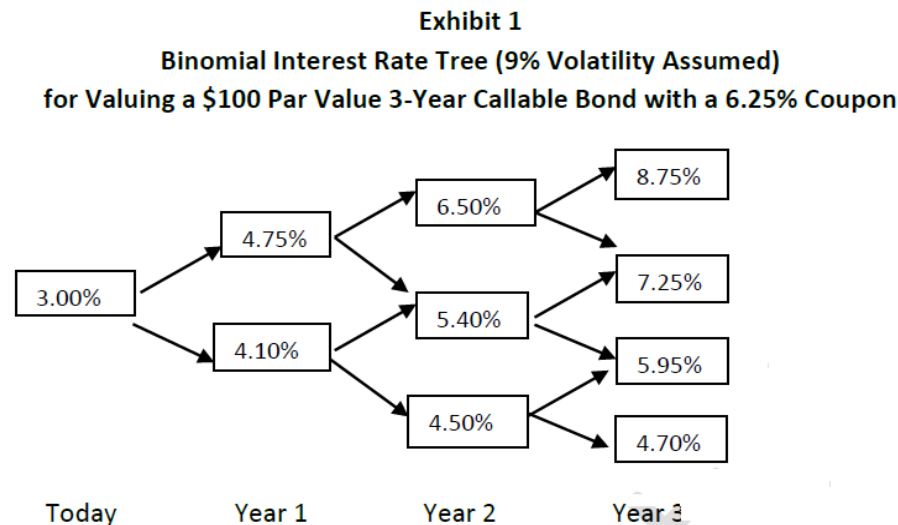 Exhibit 1
Binomial Interest Rate Tree (9% Volatility Assumed)
for Valuing a $100 Par Value 3-Year Callable Bond with a 6.25% Coupon
8.75%
6.50%
4.75%
7.25%
3.00%
5.40%
4.10%
5.95%
4.50%
4.70%
Today Year 1 Year 2 Year 3